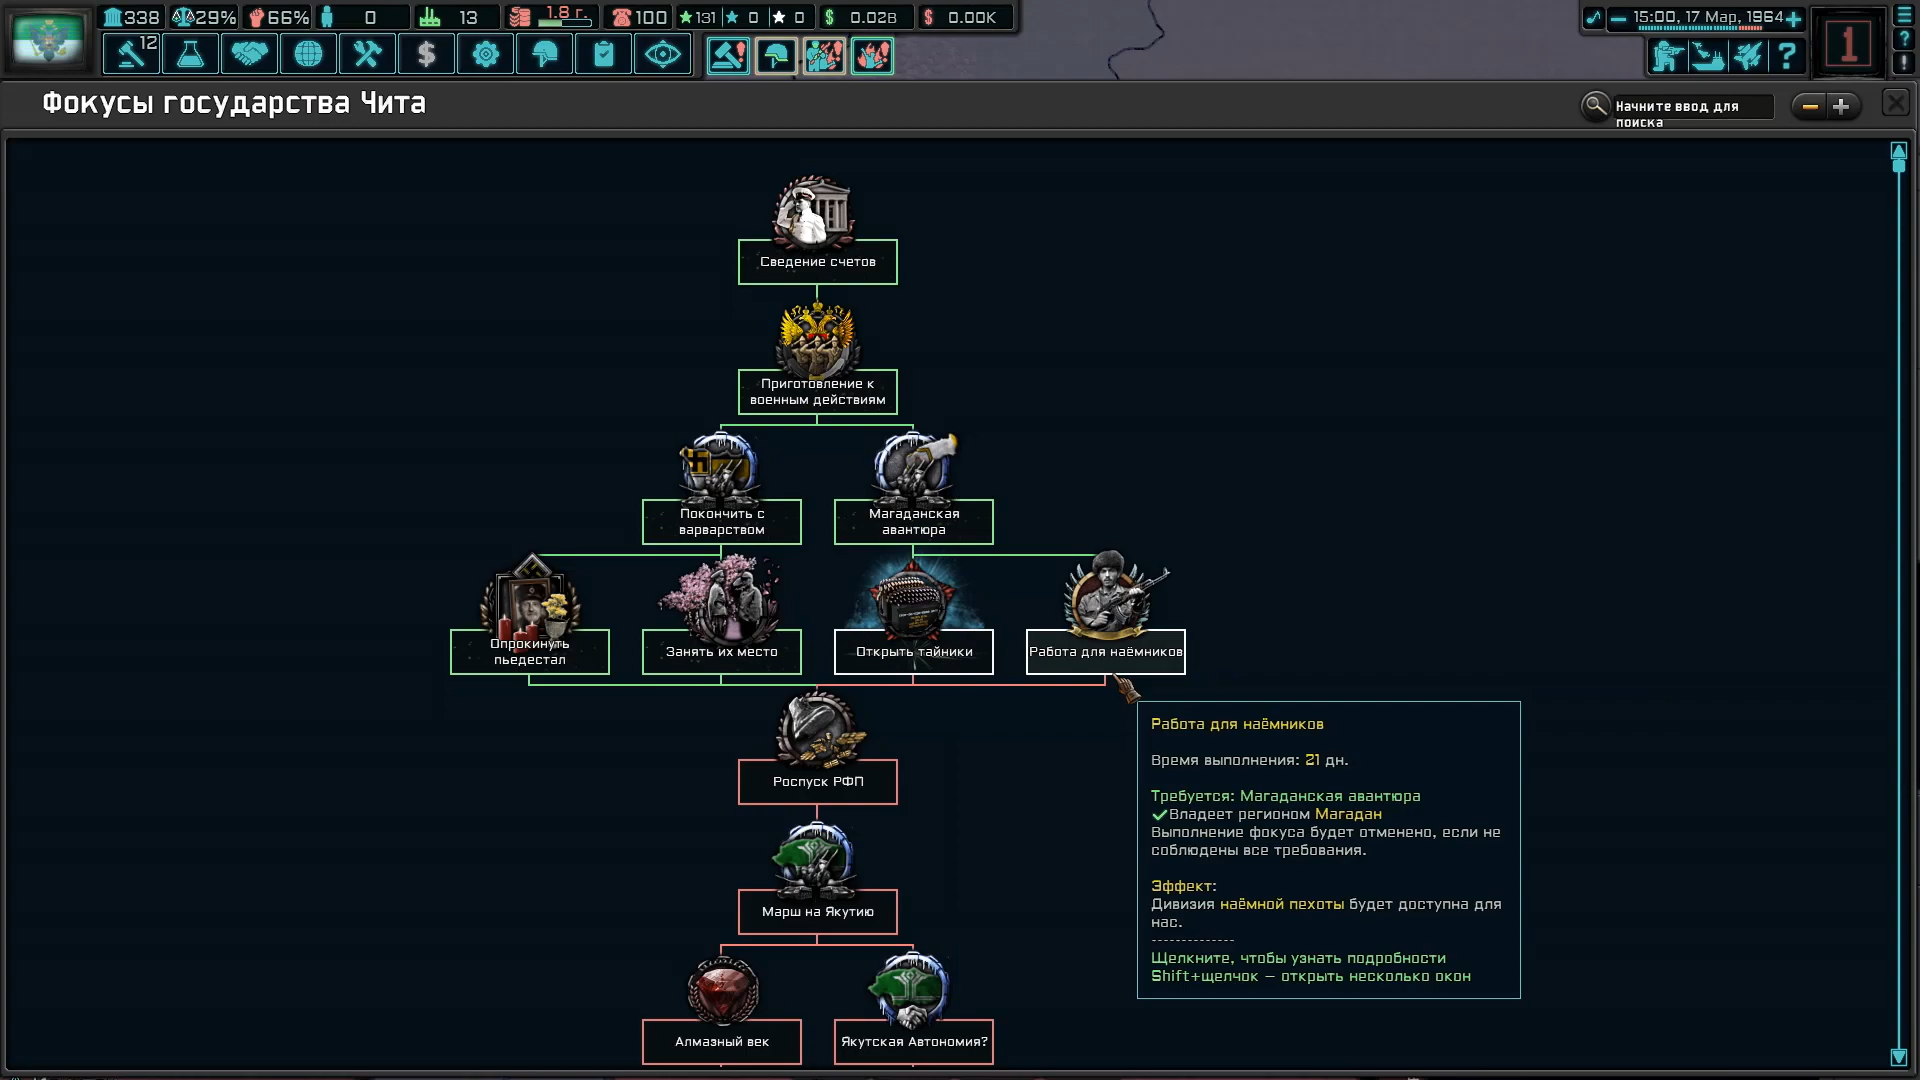 338
29%
66%
0
13
1.8 г.
100
131
0
0
0.02B
0.00K
15:00, 17 Мар, 1964
12
1
Фокусы государства Чита
Начните ввод для
поиска
Сведение счетов
Приготовление к
военным действиям
Покончить с
варварством
Магаданская
авантюра
Опрокинуть
пьедестал
Занять их место
Открыть тайники
Работа для наёмников
Роспуск РФП
Марш на Якутию
Алмазный век
Якутская Автономия?
Работа для наёмников
Время выполнения: 21 дн.
Требуется: Магаданская авантюра
Владеет регионом Магадан
Выполнение фокуса будет отменено, если не
соблюдены все требования.
Эффект:
Дивизия наёмной пехоты будет доступна для
нас.
--------------
Щелкните, чтобы узнать подробности
Shift+щелчок — открыть несколько окон